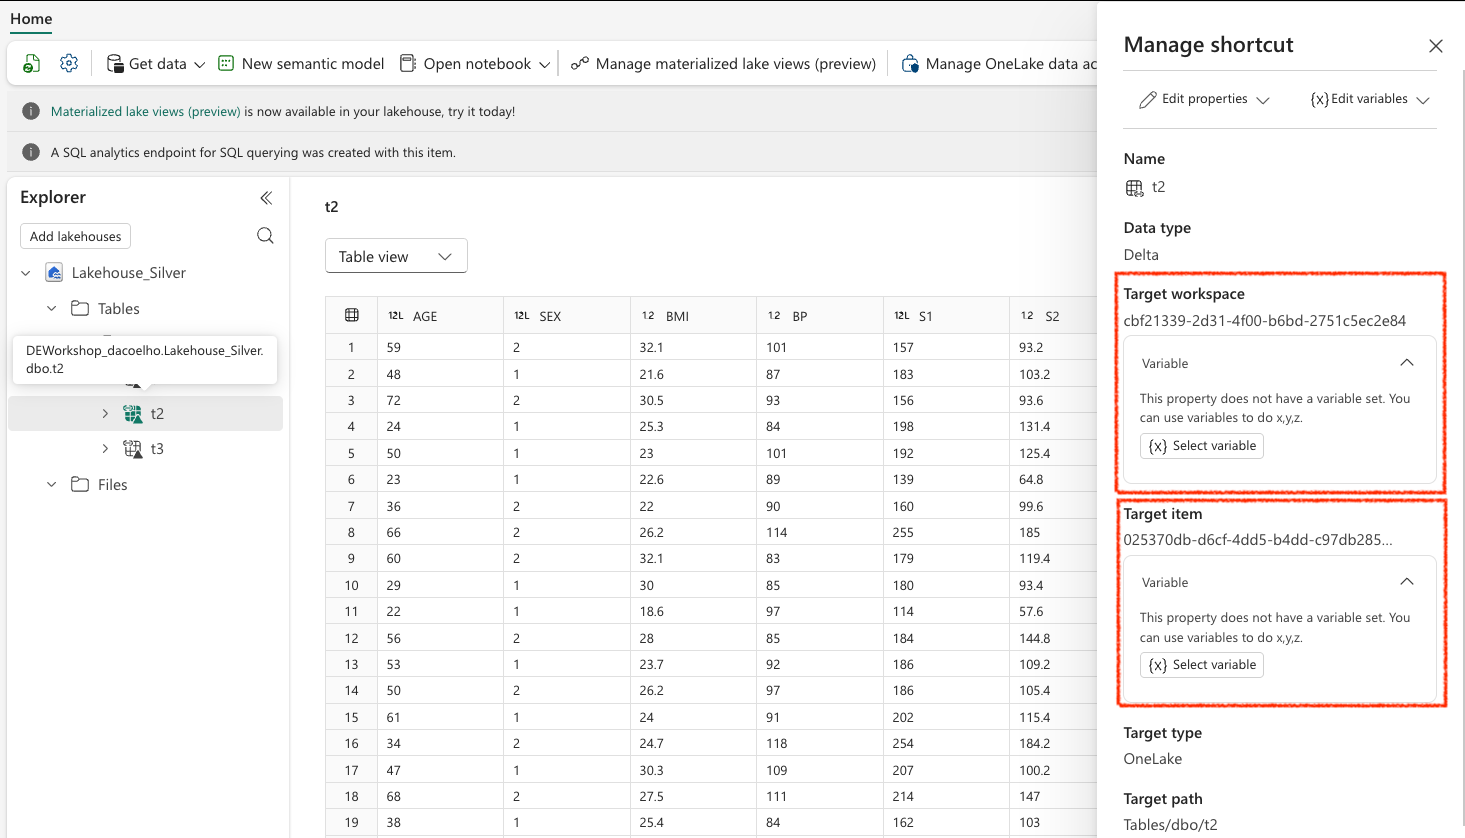 Home
Get data
New semantic model
Open notebook
Manage materialized lake views (preview)
Manage OneLake data ac
Materialized lake views (preview) is now available in your lakehouse, try it today!
A SQL analytics endpoint for SQL querying was created with this item.
Explorer
Add lakehouses
Lakehouse_Silver
Tables
DEWorkshop_dacoelho.Lakehouse_Silver.
dbo.t2
t2
t3
Files
t2
Table view
12L AGE 12L SEX 1.2 BMI 1.2 BP 12L S1 1.2 S2
1 59 2 32.1 101 157 93.2
2 48 1 21.6 87 183 103.2
3 72 2 30.5 93 156 93.6
4 24 1 25.3 84 198 131.4
5 50 1 23 101 192 125.4
6 23 1 22.6 89 139 64.8
7 36 2 22 90 160 99.6
8 66 2 26.2 114 255 185
9 60 2 32.1 83 179 119.4
10 29 1 30 85 180 93.4
11 22 1 18.6 97 114 57.6
12 56 2 28 85 184 144.8
13 53 1 23.7 92 186 109.2
14 50 2 26.2 97 186 105.4
15 61 1 24 91 202 115.4
16 34 2 24.7 118 254 184.2
17 47 1 30.3 109 207 100.2
18 68 2 27.5 111 214 147
19 38 1 25.4 84 162 103
Manage shortcut
Edit properties
{x} Edit variables
Name
t2
Data type
Delta
Target workspace
cbf21339-2d31-4f00-b6bd-2751c5ec2e84
Variable
This property does not have a variable set. You
can use variables to do x,y,z.
{x} Select variable
Target item
025370db-d6cf-4dd5-b4dd-c97db285...
Variable
This property does not have a variable set. You
can use variables to do x,y,z.
{x} Select variable
Target type
OneLake
Target path
Tables/dbo/t2